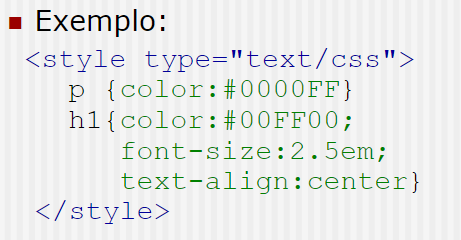 Exemplo:
<style type="text/css">
p {color:#0000FF}
h1{color:#00FF00;
font-size:2.5em;
text-align:center}
</style>